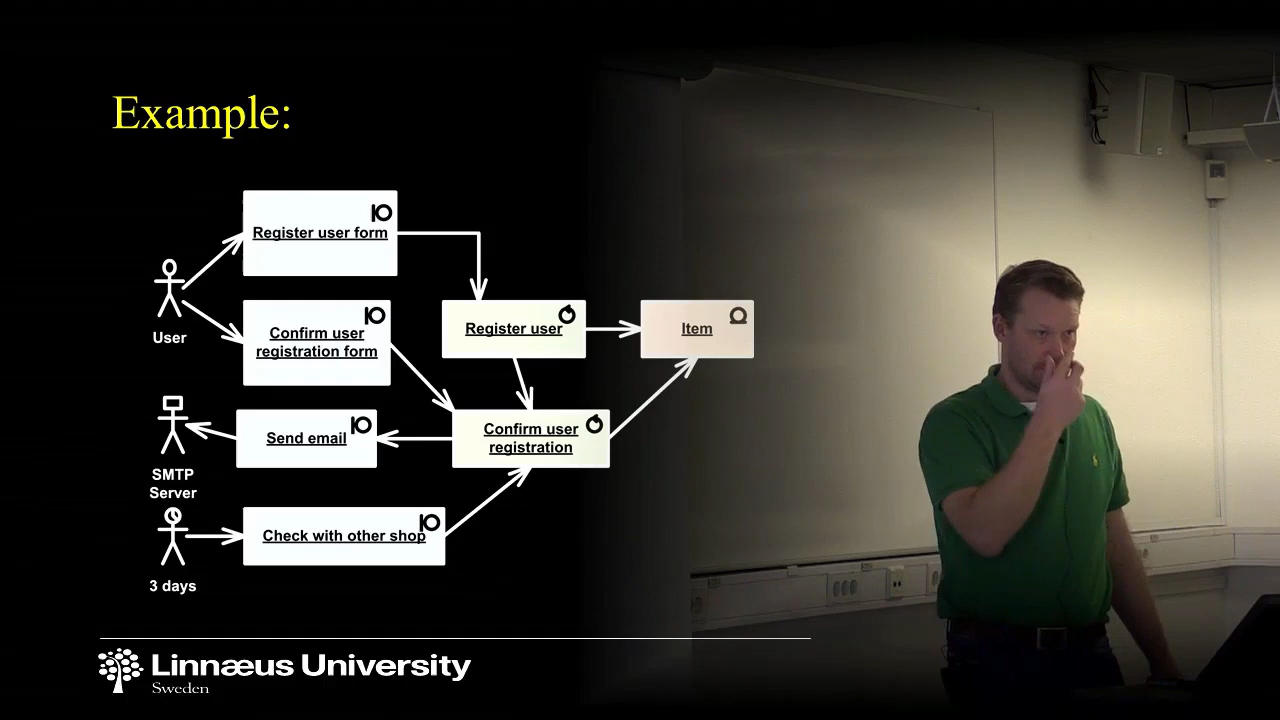 Example:
Register user form
User
Confirm user
registration form
Register user
Item
Send email
Confirm user
registration
SMTP
Server
Check with other shop
3 days
Linnæus University
Sweden